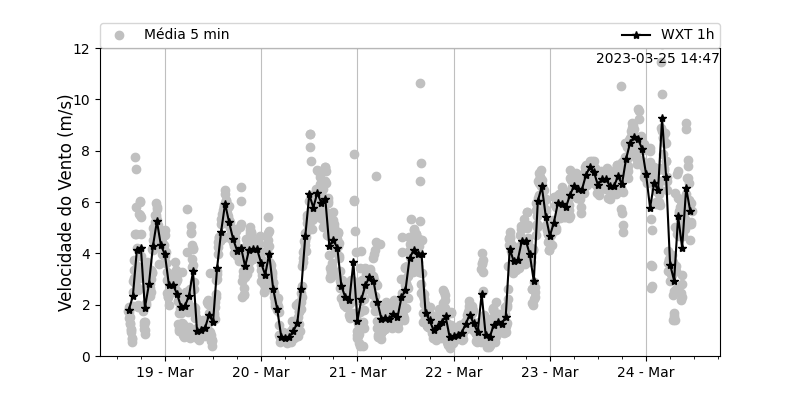 Média 5 min
WXT 1h
2023-03-25 14:47
Velocidade do Vento (m/s)
12
10
8
6
4
2
0
19 - Mar
20 - Mar
21 - Mar
22 - Mar
23 - Mar
24 - Mar